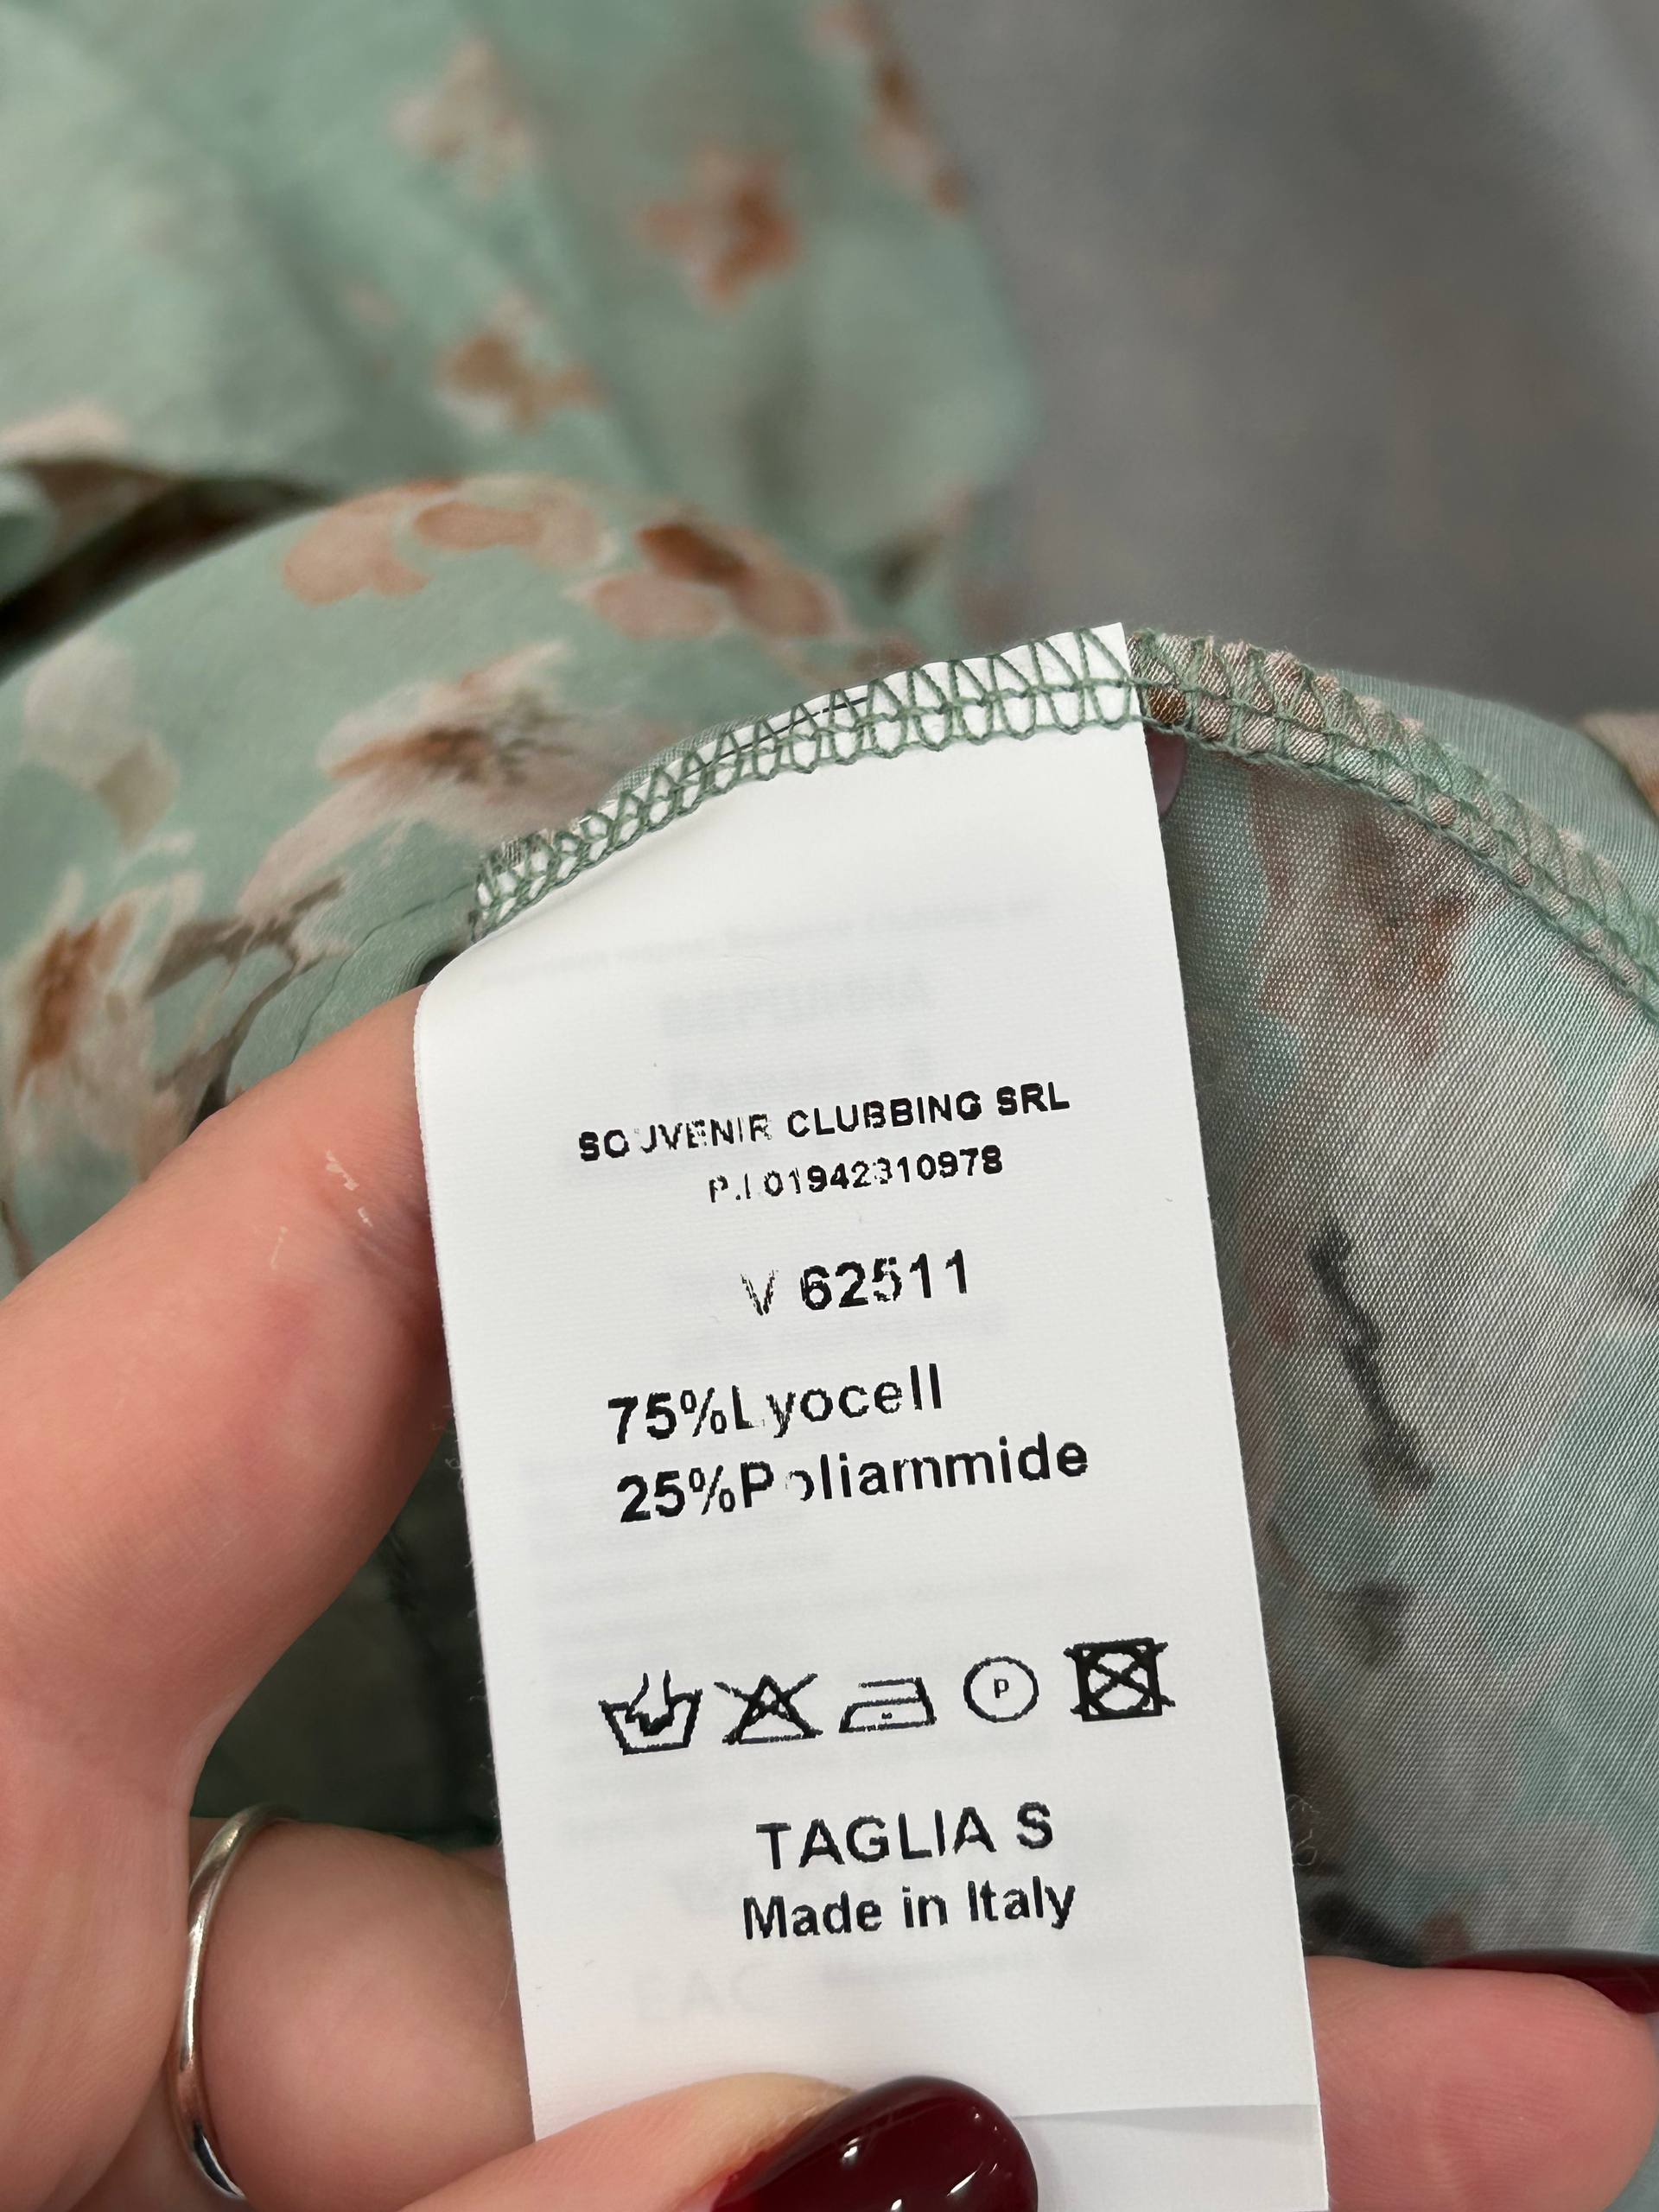 SOUVENIR CLUBBING SRL
P.I 01942310978
V 62511
75%Lyocell
25%Poliammide
P
TAGLIA S
Made in Italy